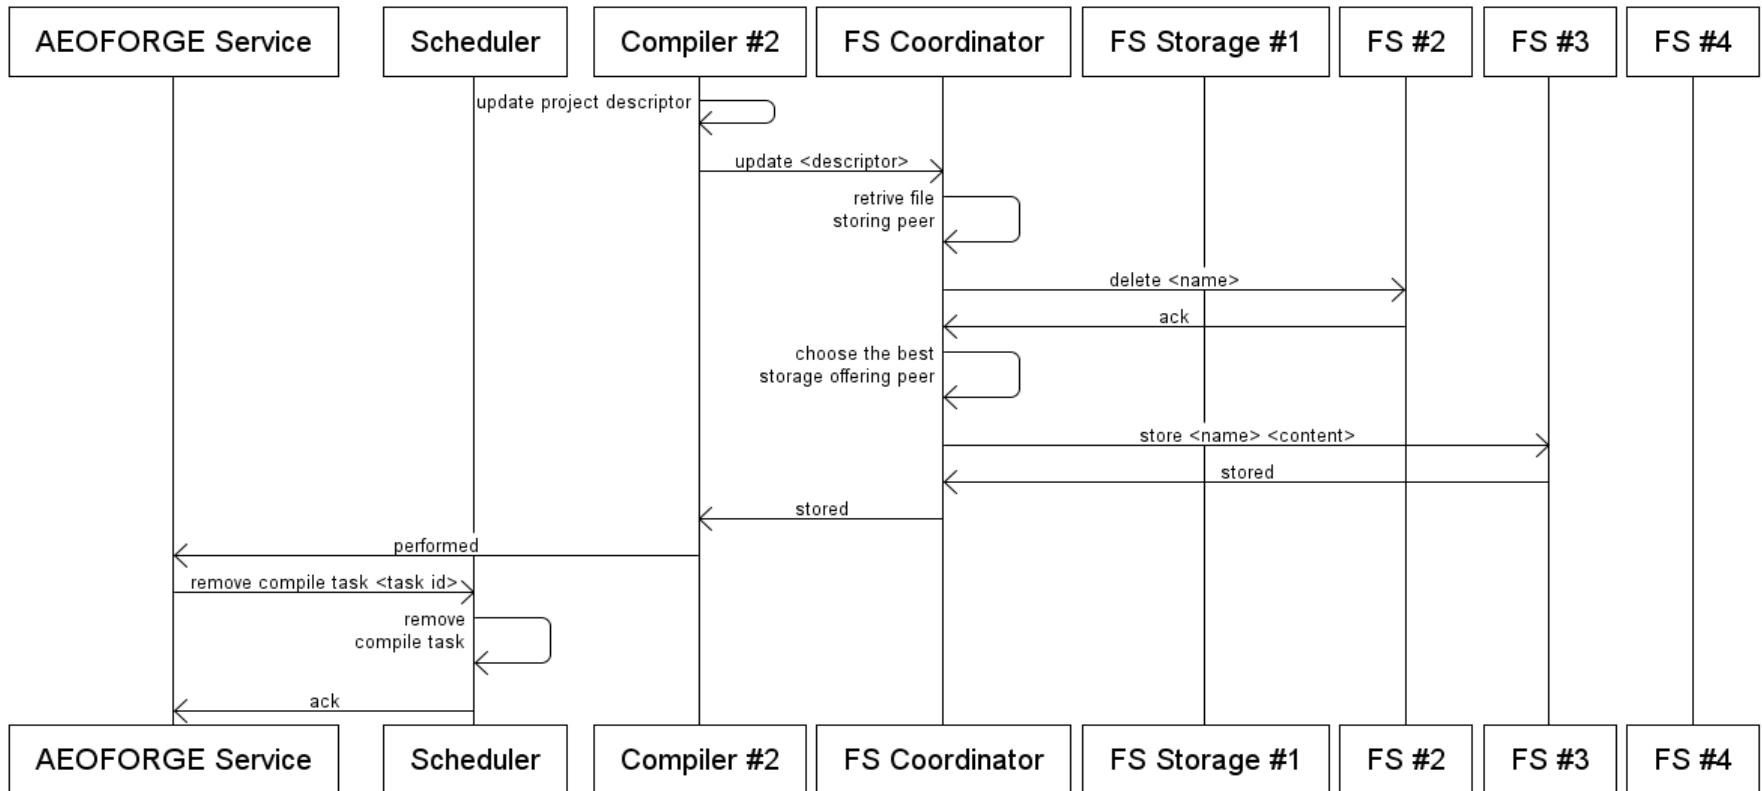 AEOFORGE Service
Scheduler
Compiler #2
FS Coordinator
FS Storage #1
FS #2
FS #3
FS #4
update project descriptor
update <descriptor>
retrive file
storing peer
delete <name>
ack
choose the best
storage offering peer
store <name> <content>
stored
stored
performed
remove compile task <task id>
remove
compile task
ack
AEOFORGE Service
Scheduler
Compiler #2
FS Coordinator
FS Storage #1
FS #2
FS #3
FS #4